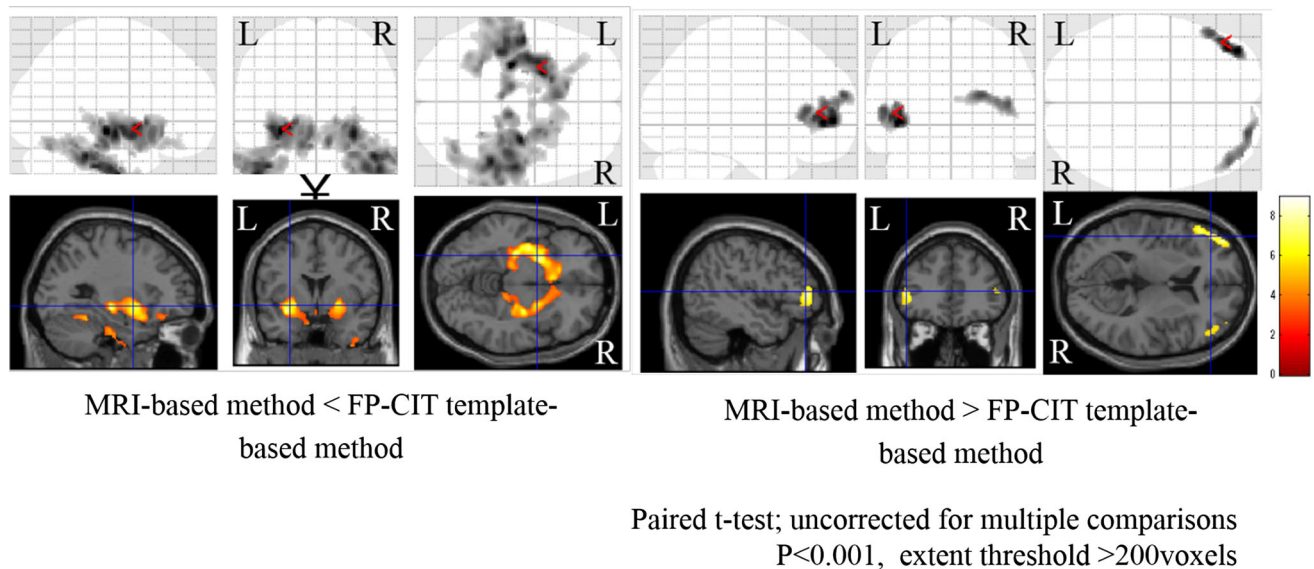 L R L L R L
R R
L R L L R L
R R
8
6
4
2
0
MRI-based method < FP-CIT template-
based method
MRI-based method > FP-CIT template-
based method
Paired t-test; uncorrected for multiple comparisons
P<0.001, extent threshold >200voxels